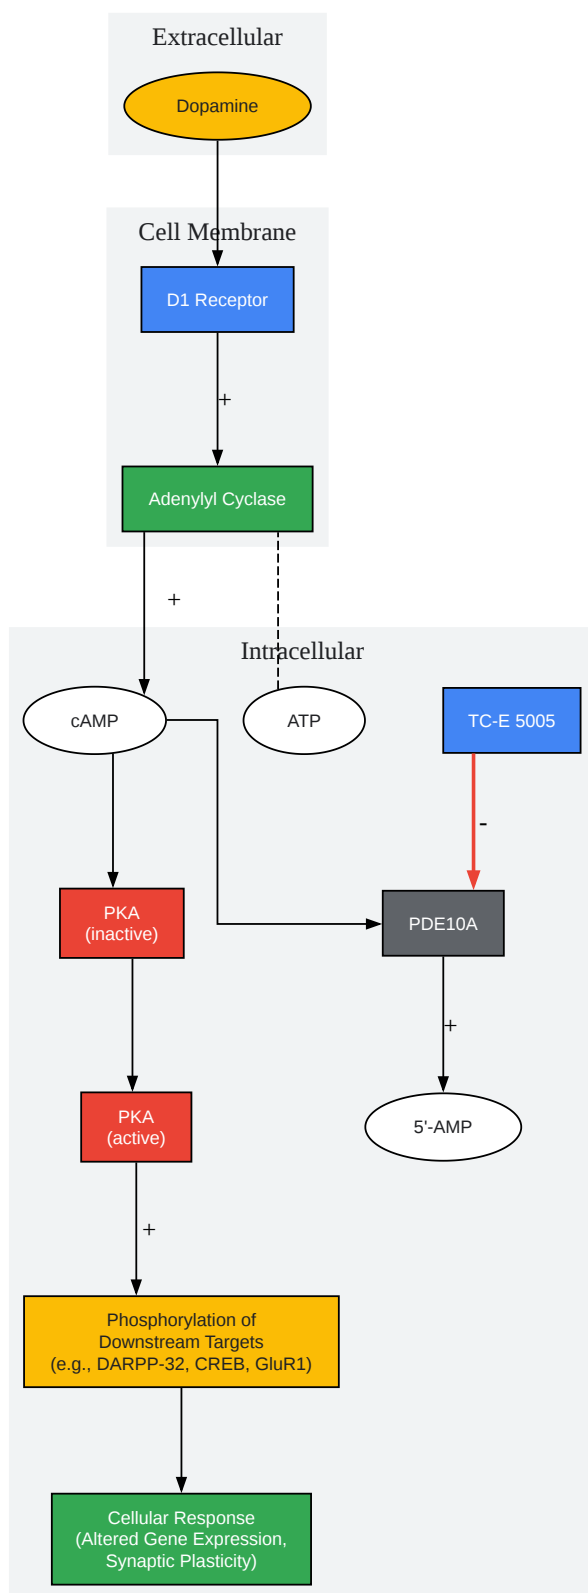 Extracellular
Dopamine
Cell Membrane
D1 Receptor
+
Adenylyl Cyclase
+
Intracellular
cAMP
ATP
TC-E 5005
-
PKA
(inactive)
PDE10A
+
PKA
(active)
5'-AMP
+
Phosphorylation of
Downstream Targets
(e.g., DARPP-32, CREB, GluR1)
Cellular Response
(Altered Gene Expression,
Synaptic Plasticity)